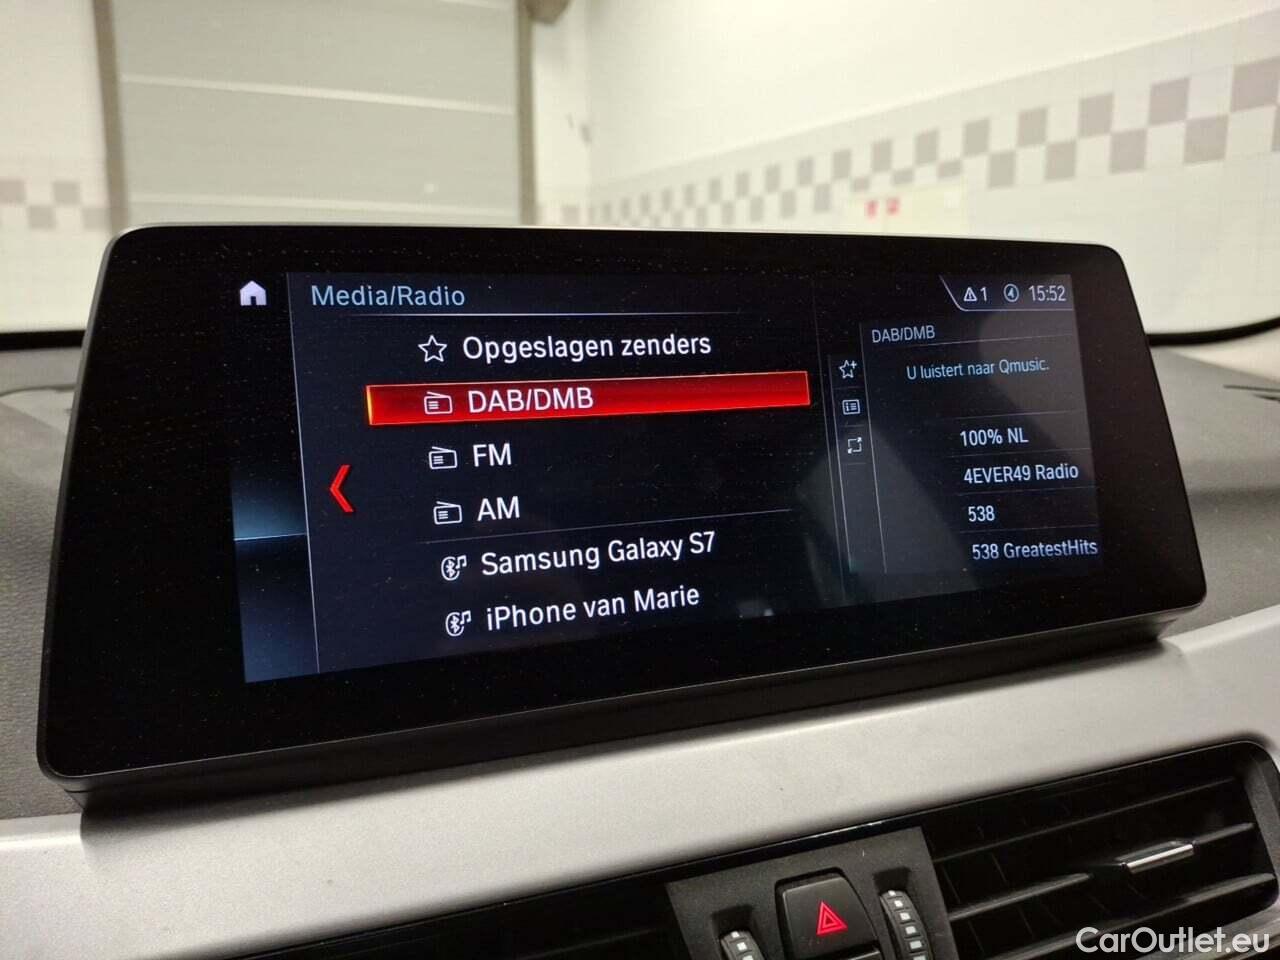 Media/Radio
1 15:52
Opgeslagen zenders
DAB/DMB
FM
AM
Samsung Galaxy S7
iPhone van Marie
DAB/DMB
U luistert naar Qmusic.
100% NL
4EVER49 Radio
538
538 GreatestHits
CarOutlet.eu